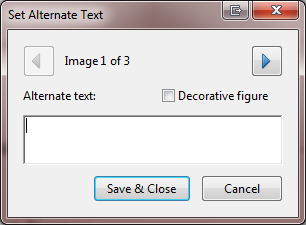 Set Alternate Text
Image 1 of 3
Alternate text:
Decorative figure
Save & Close
Cancel